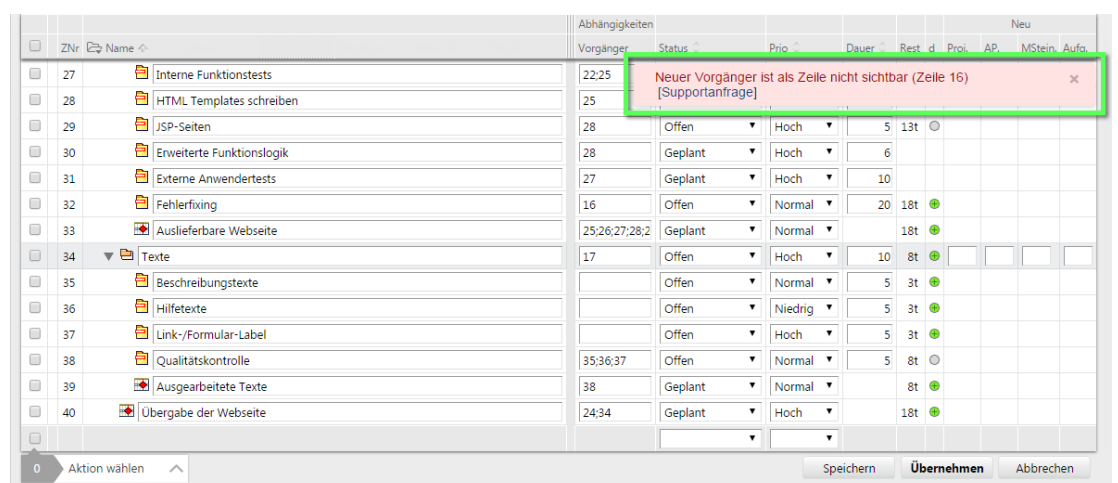 Abhängigkeiten Neu
ZNr Name Vorgänger Status Prio Dauer Rest d Proj. AP. MStein. Aufg.
27 Interne Funktionstests 22;25
Neuer Vorgänger ist als Zeile nicht sichtbar (Zeile 16)
[Supportanfrage]
28 HTML Templates schreiben 25
29 JSP-Seiten 28 Offen Hoch 5 13t
30 Erweiterte Funktionslogik 28 Geplant Hoch 6
31 Externe Anwendertests 27 Geplant Hoch 10
32 Fehlerfixing 16 Offen Normal 20 18t
33 Auslieferbare Webseite 25;26;27;28;2 Geplant Normal 18t
34 Texte 17 Offen Hoch 10 8t
35 Beschreibungstexte Offen Normal 5 3t
36 Hilfetexte Offen Niedrig 5 3t
37 Link-/Formular-Label Offen Hoch 5 3t
38 Qualitätskontrolle 35;36;37 Offen Normal 5 8t
39 Ausgearbeitete Texte 38 Geplant Normal 8t
40 Übergabe der Webseite 24;34 Geplant Hoch 18t
0 Aktion wählen Speichern Übernehmen Abbrechen